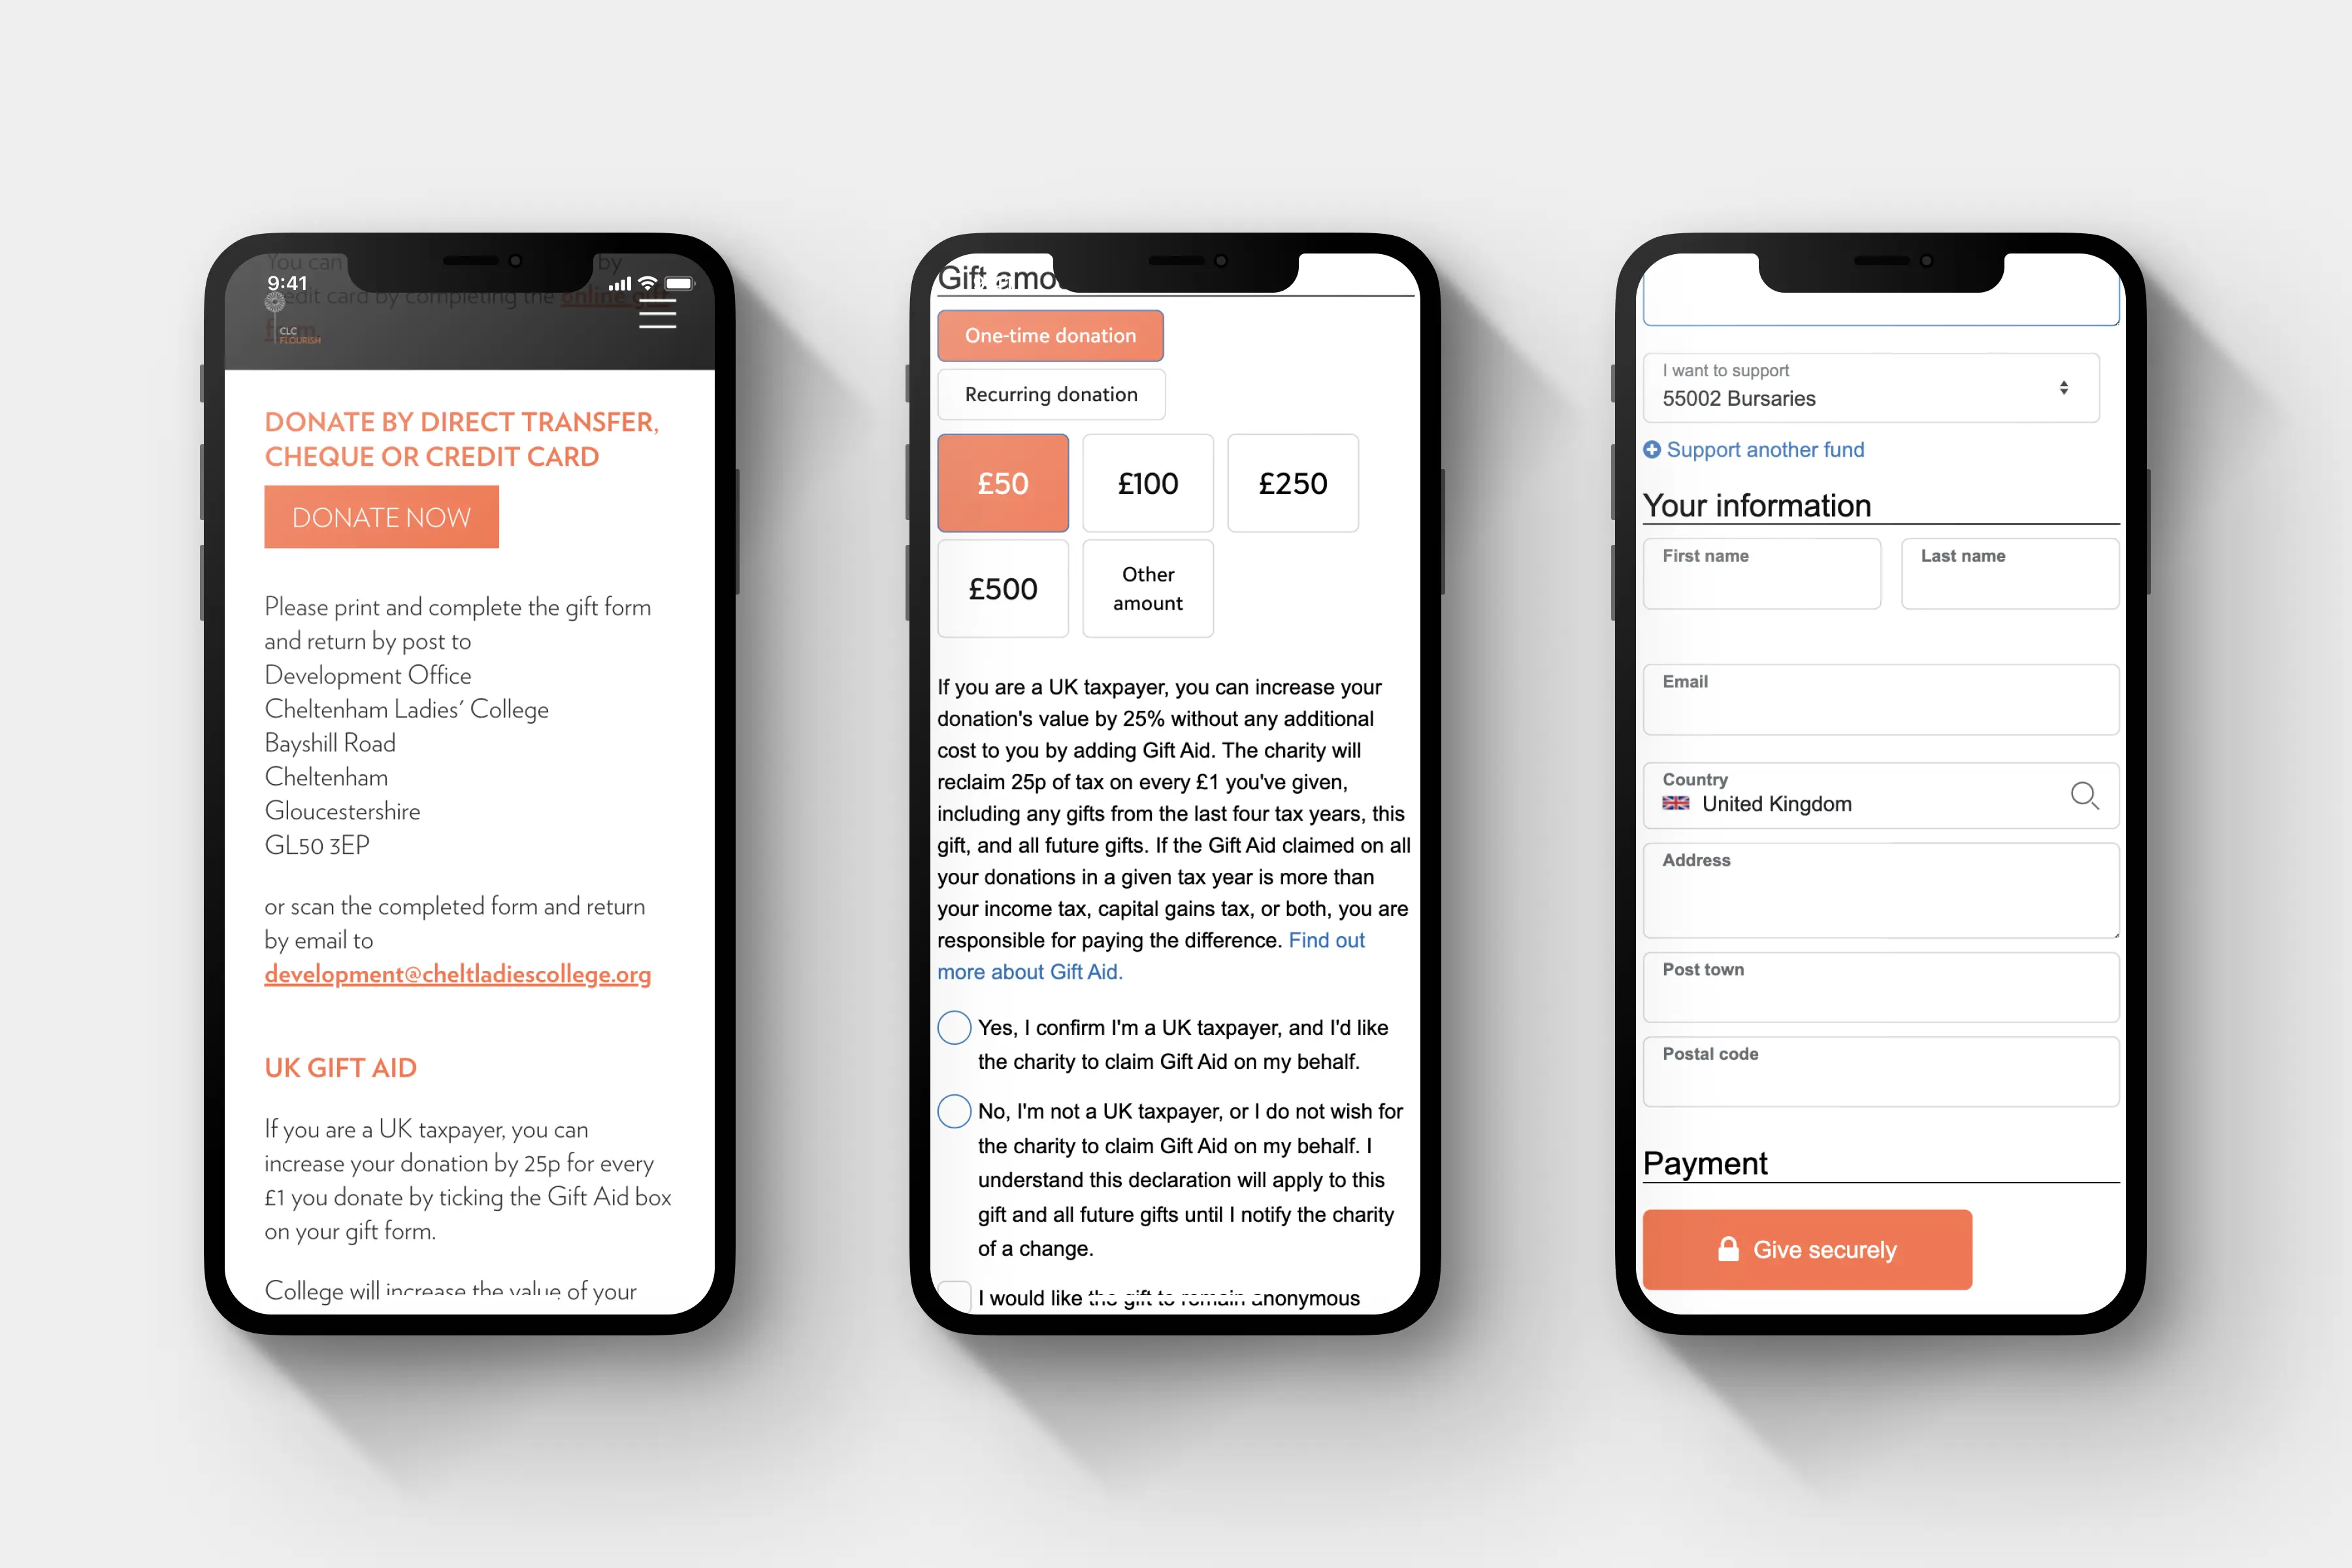 You can by
9:41
edit card by completing the online gift
form.
CLC
FLOURISH
DONATE BY DIRECT TRANSFER,
CHEQUE OR CREDIT CARD
DONATE NOW
Please print and complete the gift form
and return by post to
Development Office
Cheltenham Ladies' College
Bayshill Road
Cheltenham
Gloucestershire
GL50 3EP
or scan the completed form and return
by email to
development@cheltladiescollege.org
UK GIFT AID
If you are a UK taxpayer, you can
increase your donation by 25p for every
£1 you donate by ticking the Gift Aid box
on your gift form.
College will increase the value of your
Gift amo
One-time donation
Recurring donation
£50 £100 £250
£500 Other
amount
If you are a UK taxpayer, you can increase your
donation's value by 25% without any additional
cost to you by adding Gift Aid. The charity will
reclaim 25p of tax on every £1 you've given,
including any gifts from the last four tax years, this
gift, and all future gifts. If the Gift Aid claimed on all
your donations in a given tax year is more than
your income tax, capital gains tax, or both, you are
responsible for paying the difference. Find out
more about Gift Aid.
Yes, I confirm I'm a UK taxpayer, and I'd like
the charity to claim Gift Aid on my behalf.
No, I'm not a UK taxpayer, or I do not wish for
the charity to claim Gift Aid on my behalf. I
understand this declaration will apply to this
gift and all future gifts until I notify the charity
of a change.
I would like the gift to remain anonymous
I want to support
55002 Bursaries
Support another fund
Your information
First name Last name
Email
Country
United Kingdom
Address
Post town
Postal code
Payment
Give securely